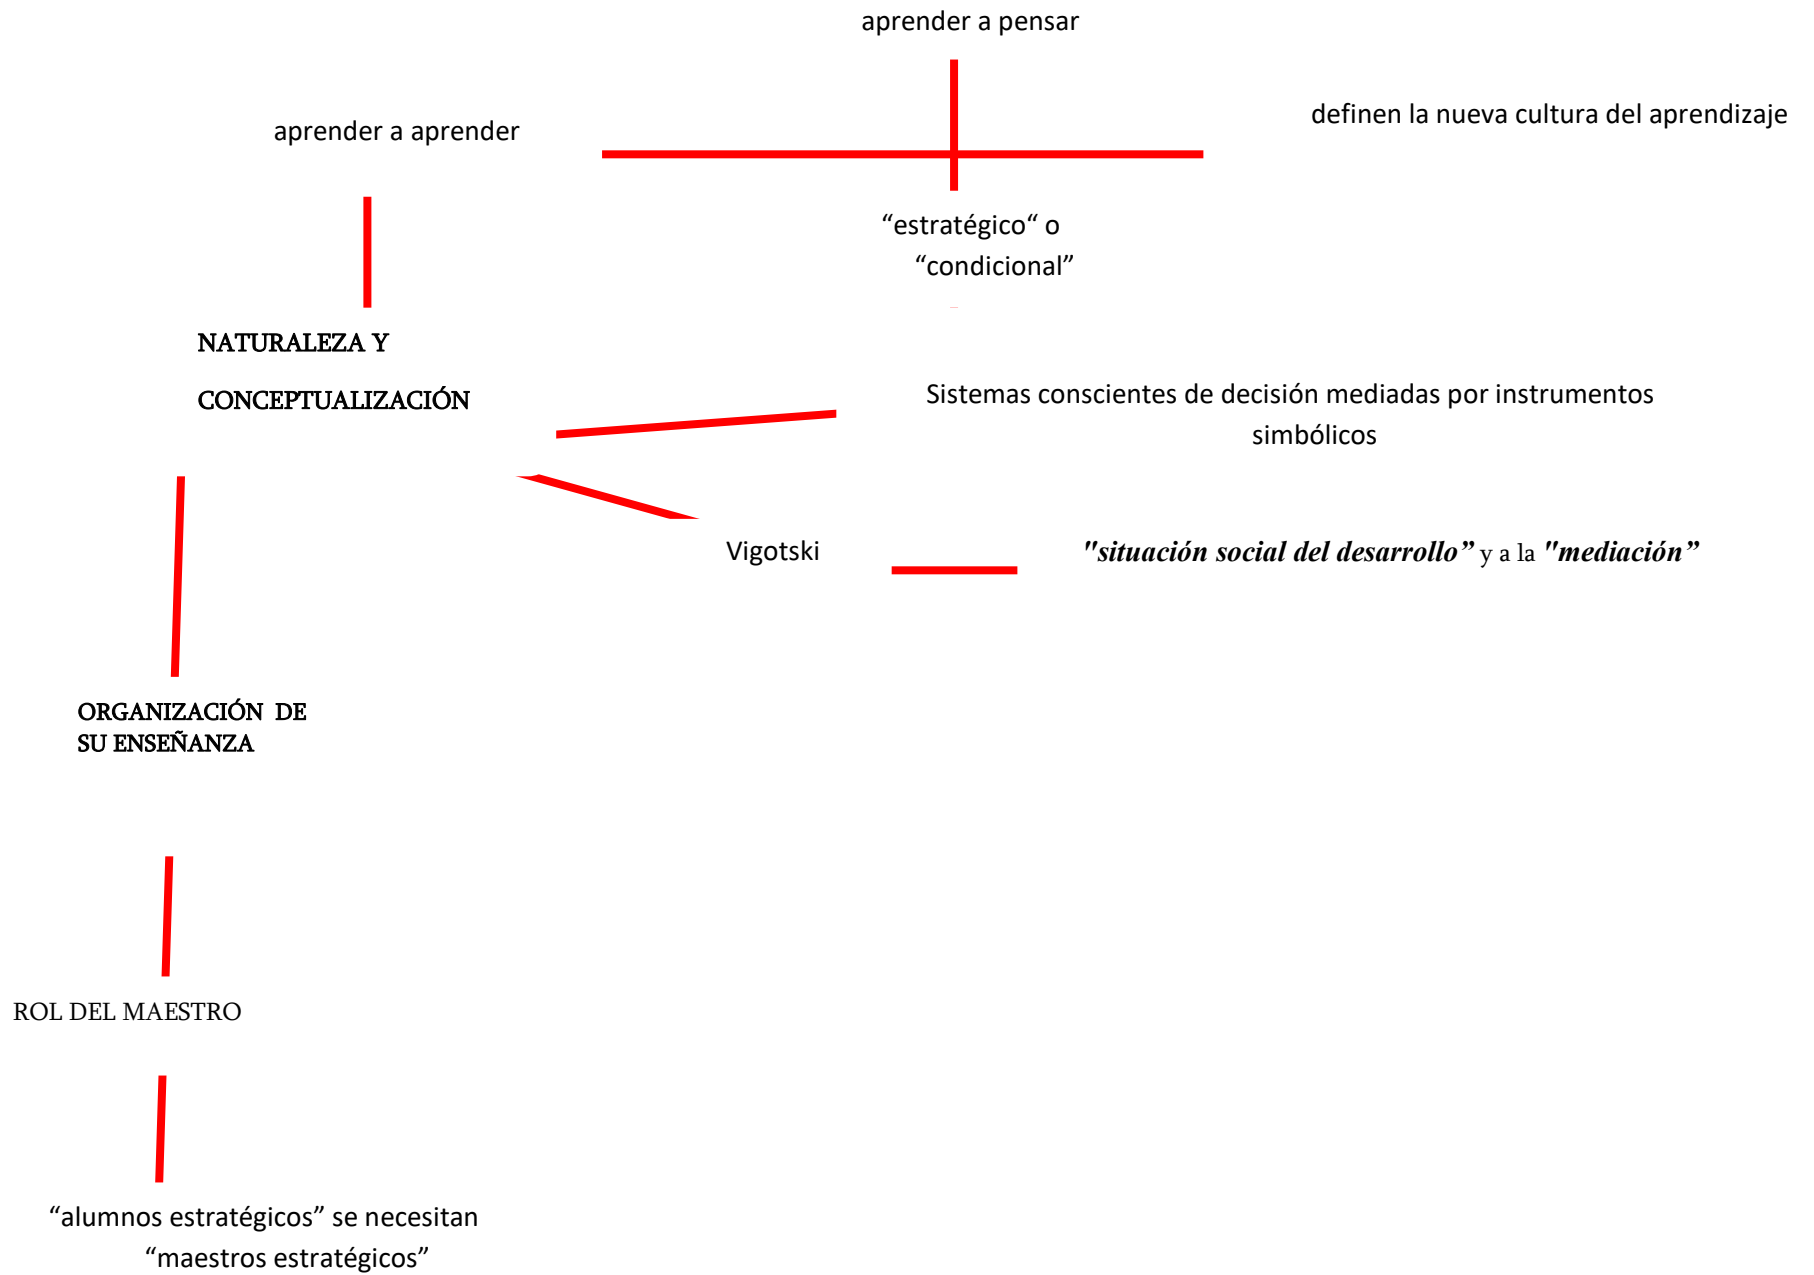 aprender a pensar
definen la nueva cultura del aprendizaje
aprender a aprender
“estratégico“ o
“condicional”
NATURALEZA Y
CONCEPTUALIZACIÓN
Sistemas conscientes de decisión mediadas por instrumentos
simbólicos
Vigotski
"situación social del desarrollo” y a la "mediación”
ORGANIZACIÓN DE
SU ENSEÑANZA
ROL DEL MAESTRO
“alumnos estratégicos” se necesitan
“maestros estratégicos”